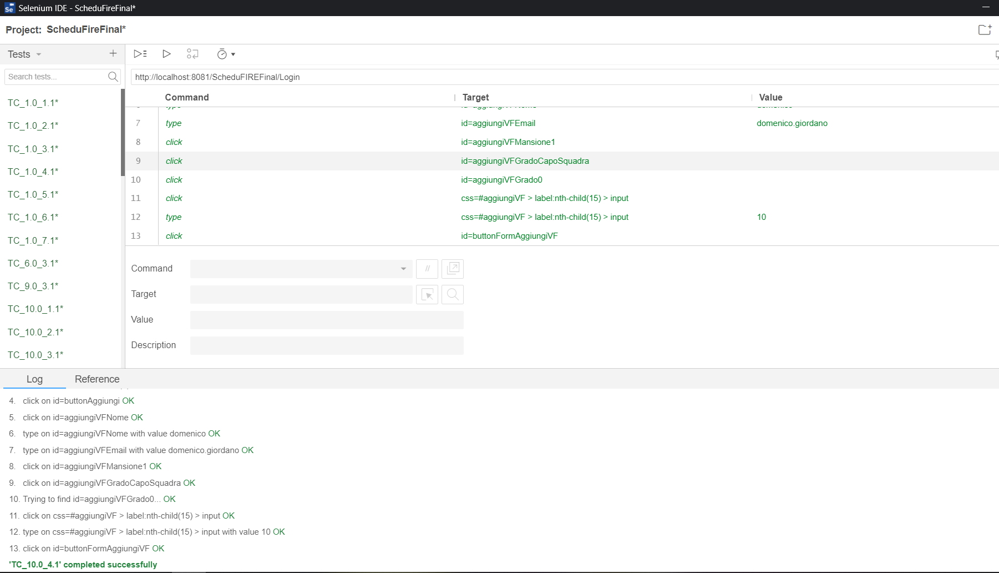 Selenium IDE - ScheduFireFinal*
Project: ScheduFireFinal*
Tests
Search tests...
TC_1.0_1.1*
TC_1.0_2.1*
TC_1.0_3.1*
TC_1.0_4.1*
TC_1.0_5.1*
TC_1.0_6.1*
TC_1.0_7.1*
TC_6.0_3.1*
TC_9.0_3.1*
TC_10.0_1.1*
TC_10.0_2.1*
TC_10.0_3.1*
http://localhost:8081/ScheduFIREFinal/Login
Command Target Value
7 type id=aggiungiVFEmail domenico.giordano
8 click id=aggiungiVFMansione1
9 click id=aggiungiVFGradoCapoSquadra
10 click id=aggiungiVFGrado0
11 click css=#aggiungiVF > label:nth-child(15) > input
12 type css=#aggiungiVF > label:nth-child(15) > input 10
13 click id=buttonFormAggiungiVF
Command //
Target
Value
Description
Log Reference
4. click on id=buttonAggiungi OK
5. click on id=aggiungiVFNome OK
6. type on id=aggiungiVFNome with value domenico OK
7. type on id=aggiungiVFEmail with value domenico.giordano OK
8. click on id=aggiungiVFMansione1 OK
9. click on id=aggiungiVFGradoCapoSquadra OK
10. Trying to find id=aggiungiVFGrado0... OK
11. click on css=#aggiungiVF > label:nth-child(15) > input OK
12. type on css=#aggiungiVF > label:nth-child(15) > input with value 10 OK
13. click on id=buttonFormAggiungiVF OK
'TC_10.0_4.1' completed successfully